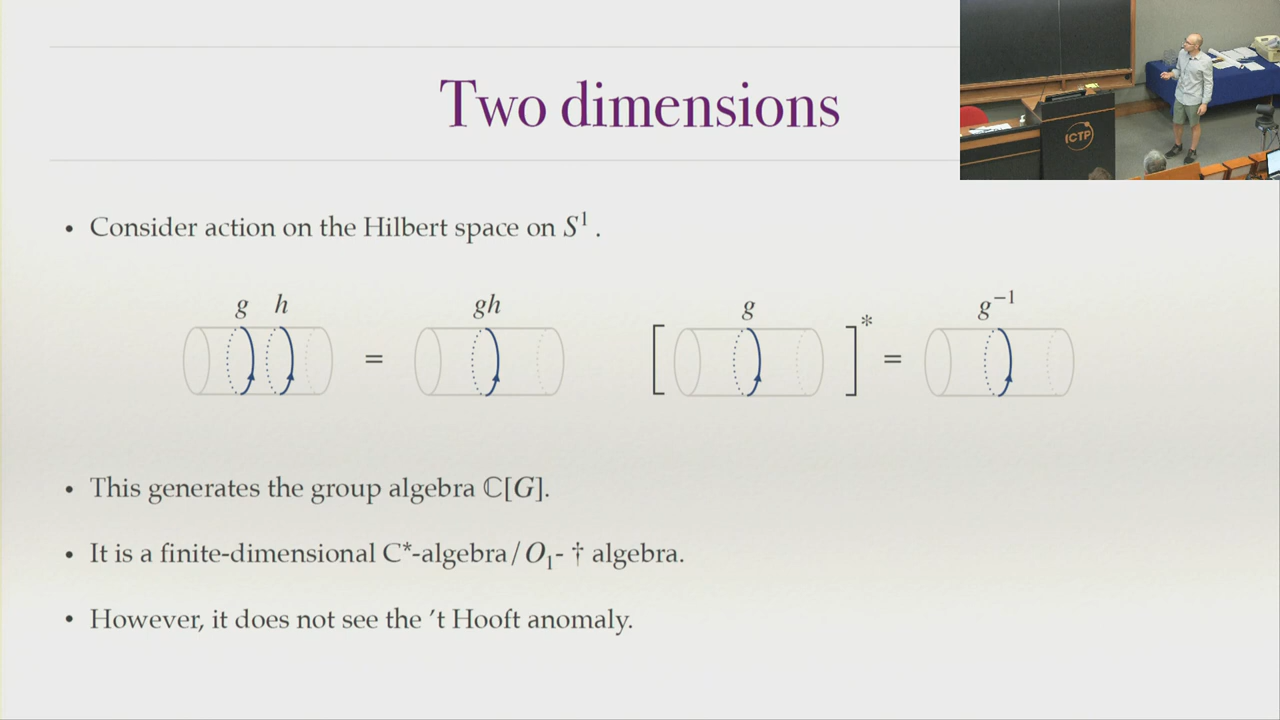 Two dimensions
ICTP
• Consider action on the Hilbert space on S¹ .
g h gh g * g⁻¹
= [ ] =
• This generates the group algebra ℂ[G].
• It is a finite-dimensional C*-algebra/O₁- † algebra.
• However, it does not see the ’t Hooft anomaly.